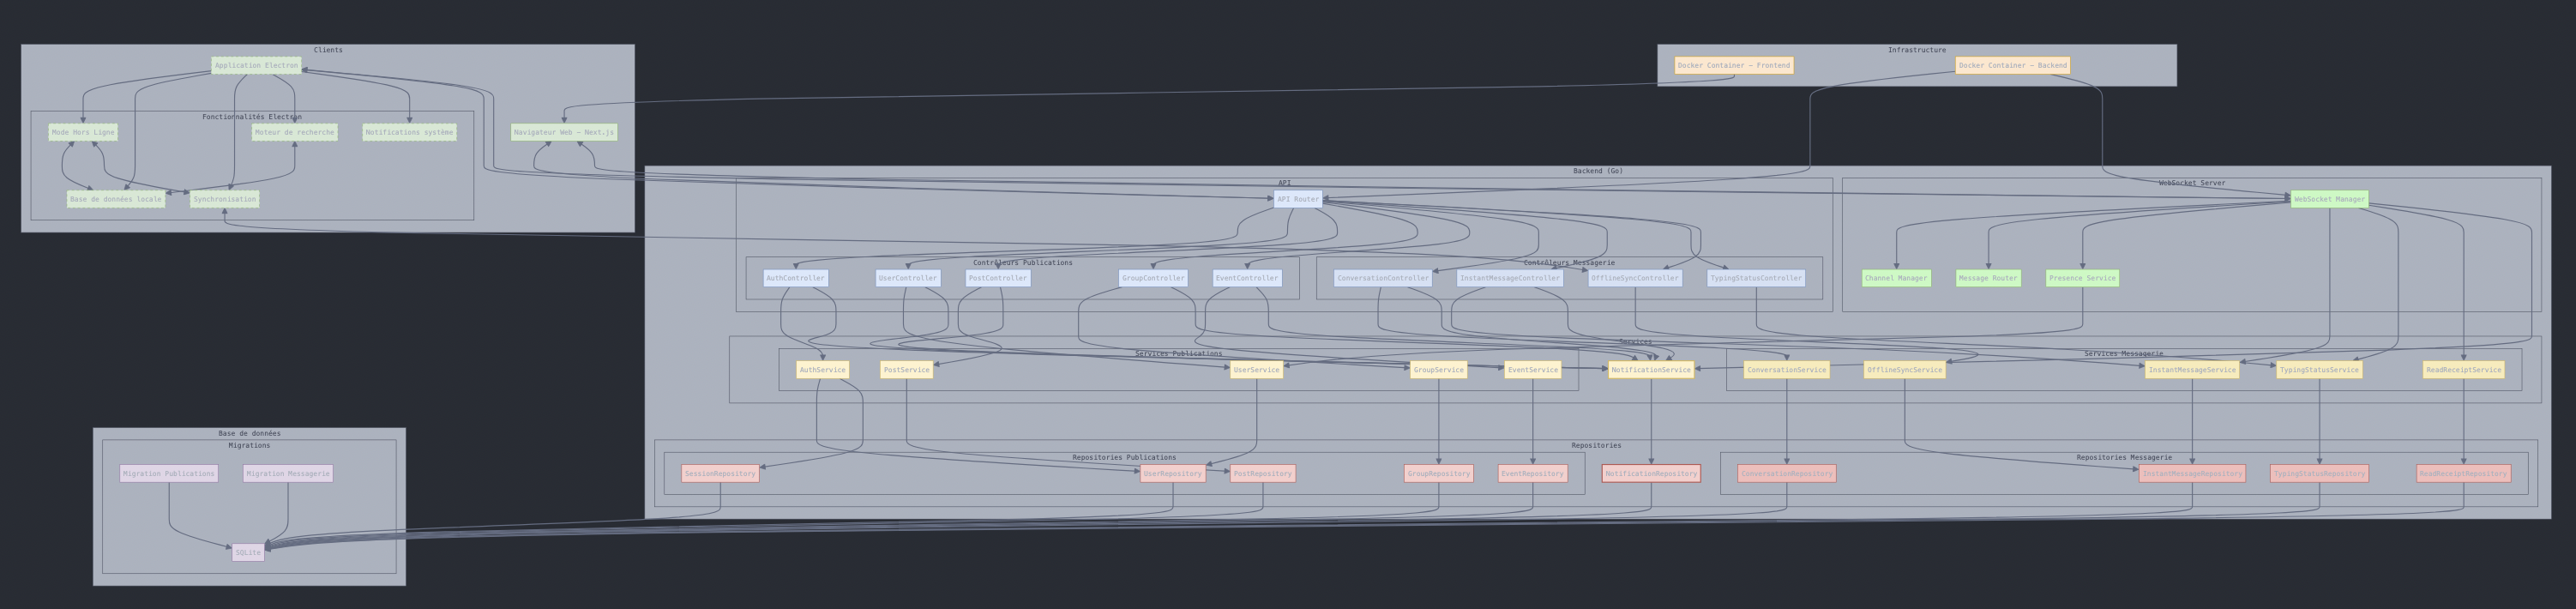 Clients
Infrastructure
Application Electron
Docker Container – Frontend
Docker Container – Backend
Fonctionnalités Electron
Mode Hors Ligne
Moteur de recherche
Notifications système
Navigateur Web – Next.js
Base de données locale
Synchronisation
Backend (Go)
API
WebSocket Server
API Router
WebSocket Manager
Contrôleurs Publications
Contrôleurs Messagerie
AuthController
UserController
PostController
GroupController
EventController
ConversationController
InstantMessageController
OfflineSyncController
TypingStatusController
Channel Manager
Message Router
Presence Service
Services
Services Publications
Services Messagerie
AuthService
PostService
UserService
GroupService
EventService
NotificationService
ConversationService
OfflineSyncService
InstantMessageService
TypingStatusService
ReadReceiptService
Base de données
Migrations
Repositories
Repositories Publications
Repositories Messagerie
Migration Publications
Migration Messagerie
SessionRepository
UserRepository
PostRepository
GroupRepository
EventRepository
NotificationRepository
ConversationRepository
InstantMessageRepository
TypingStatusRepository
ReadReceiptRepository
SQLite